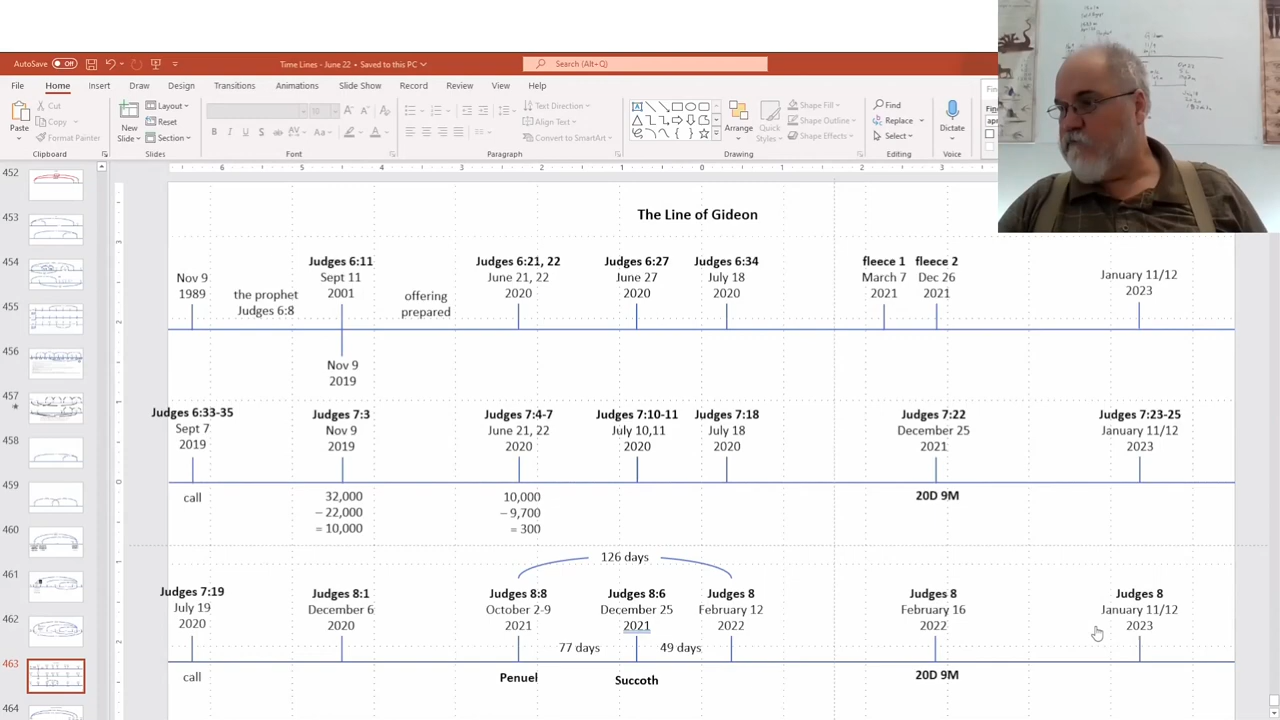 AutoSave Off
Time Lines - June 22 - Saved to this PC
Search (Alt+Q)
File Home Insert Draw Design Transitions Animations Slide Show Record Review View Help
Paste
Cut
Copy
Format Painter
Clipboard
New
Slide
Layout
Reset
Section
Slides
Font
Text Direction
Align Text
Convert to SmartArt
Paragraph
Arrange
Quick
Styles
Shape Fill
Shape Outline
Shape Effects
Drawing
Find
Replace
Select
Editing
Dictate
Voice
452
453
454
455
456
457
458
459
460
461
462
463
464
6 5 4 3 2 1 0 2 3
The Line of Gideon
Nov 9
1989
the prophet
Judges 6:8
Judges 6:11
Sept 11
2001
offering
prepared
Judges 6:21, 22
June 21, 22
2020
Judges 6:27
June 27
2020
Judges 6:34
July 18
2020
fleece 1
March 7
2021
fleece 2
Dec 26
2021
January 11/12
2023
Nov 9
2019
Judges 6:33-35
Sept 7
2019
call
Judges 7:3
Nov 9
2019
32,000
– 22,000
= 10,000
Judges 7:4-7
June 21, 22
2020
10,000
– 9,700
= 300
Judges 7:10-11
July 10,11
2020
Judges 7:18
July 18
2020
Judges 7:22
December 25
2021
20D 9M
Judges 7:23-25
January 11/12
2023
126 days
Judges 7:19
July 19
2020
call
Judges 8:1
December 6
2020
Judges 8:8
October 2-9
2021
Penuel
77 days
Judges 8:6
December 25
2021
Succoth
49 days
Judges 8
February 12
2022
Judges 8
February 16
2022
20D 9M
Judges 8
January 11/12
2023